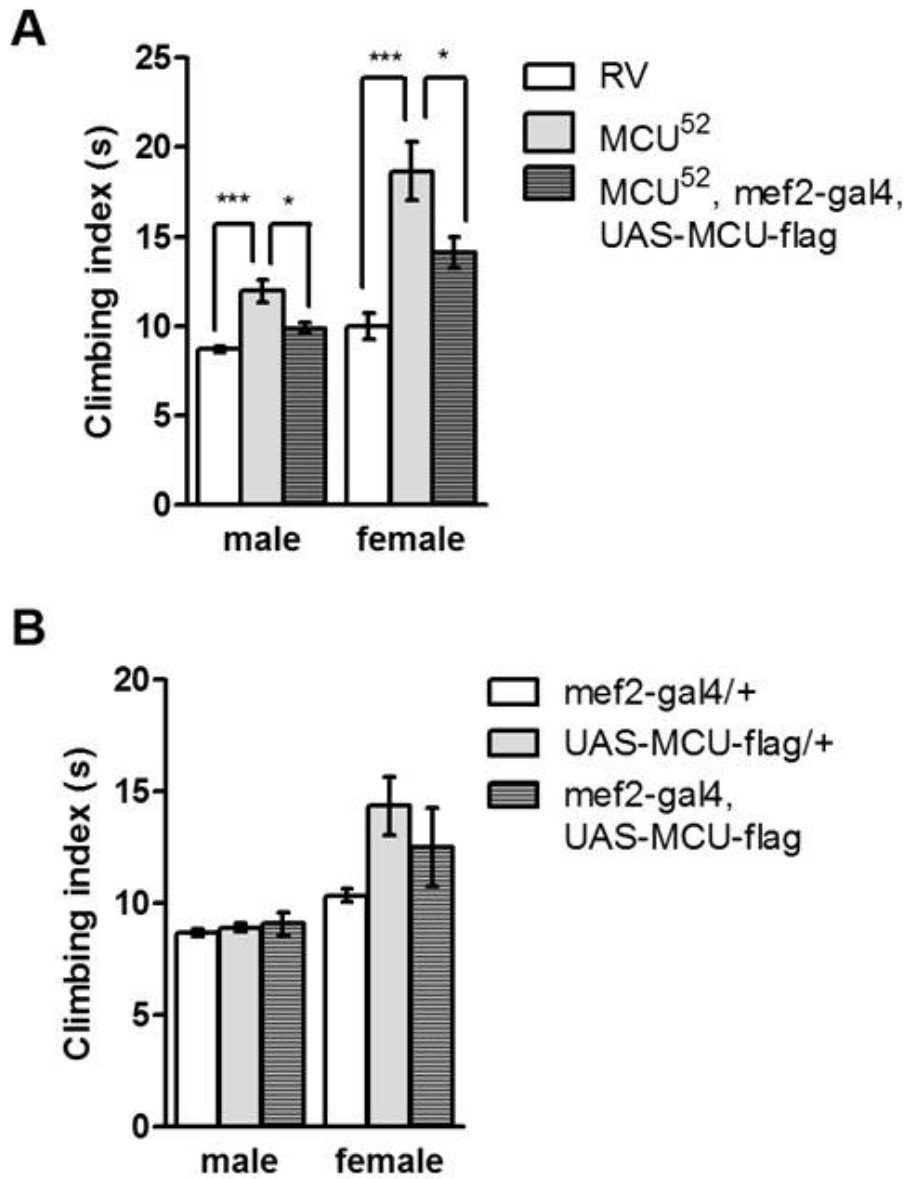 A
25
20
15
10
5
0
Climbing index (s)
***
*
***
*
male
female
RV
MCU⁵²
MCU⁵², mef2-gal4,
UAS-MCU-flag
B
20
15
10
5
0
Climbing index (s)
male
female
mef2-gal4/+
UAS-MCU-flag/+
mef2-gal4,
UAS-MCU-flag